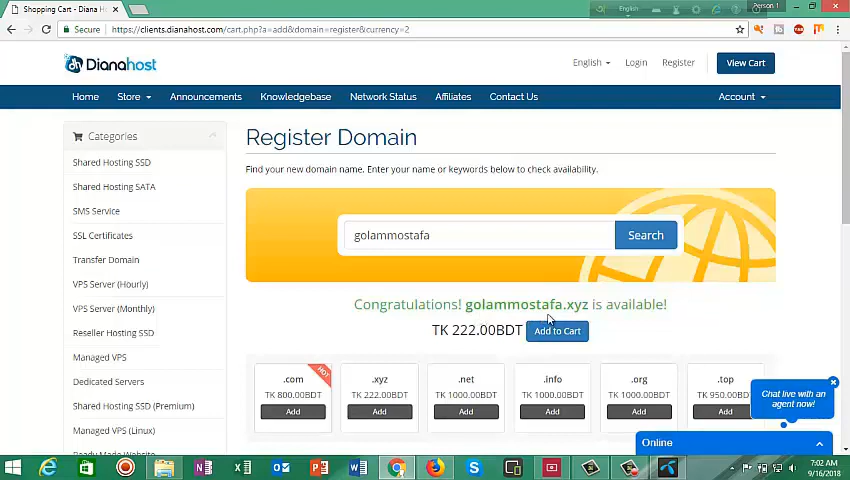 Shopping Cart - Diana H
Person 1
English
Secure
https://clients.dianahost.com/cart.php?a=add&domain=register&currency=2
Dianahost
English
Login
Register
View Cart
Home
Store
Announcements
Knowledgebase
Network Status
Affiliates
Contact Us
Account
Categories
Shared Hosting SSD
Shared Hosting SATA
SMS Service
SSL Certificates
Transfer Domain
VPS Server (Hourly)
VPS Server (Monthly)
Reseller Hosting SSD
Managed VPS
Dedicated Servers
Shared Hosting SSD (Premium)
Managed VPS (Linux)
Register Domain
Find your new domain name. Enter your name or keywords below to check availability.
golammostafa
Search
Congratulations! golammostafa.xyz is available!
TK 222.00BDT
Add to Cart
.com
TK 800.00BDT
Add
HOT
.xyz
TK 222.00BDT
Add
.net
TK 1000.00BDT
Add
.info
TK 1000.00BDT
Add
.org
TK 1000.00BDT
Add
.top
TK 950.00BDT
Add
Chat live with an
agent now!
Online
7:02 AM
9/16/2018